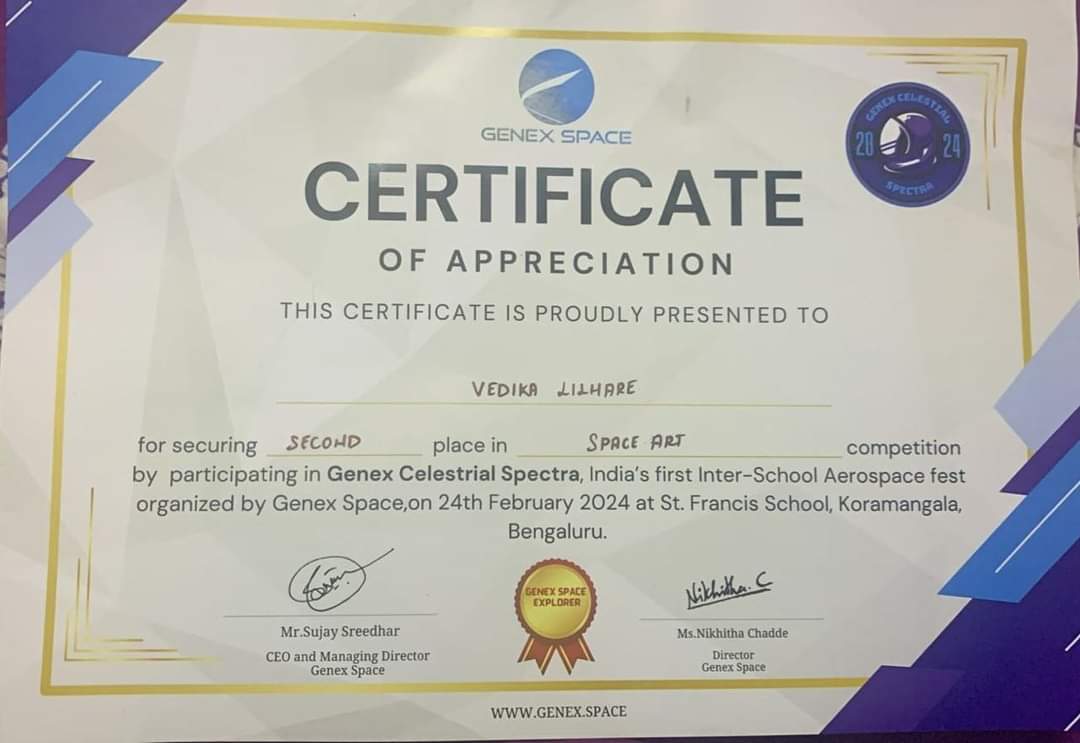 GENEX SPACE
GENEX CELESTIAL
20 24
SPECTRA
CERTIFICATE
OF APPRECIATION
THIS CERTIFICATE IS PROUDLY PRESENTED TO
VEDIKA LILHARE
for securing SECOND place in SPACE ART competition
by participating in Genex Celestrial Spectra, India's first Inter-School Aerospace fest
organized by Genex Space,on 24th February 2024 at St. Francis School, Koramangala,
Bengaluru.
GENEX SPACE
EXPLORER
Nikhitha. C
Mr.Sujay Sreedhar
CEO and Managing Director
Genex Space
Ms.Nikhitha Chadde
Director
Genex Space
WWW.GENEX.SPACE